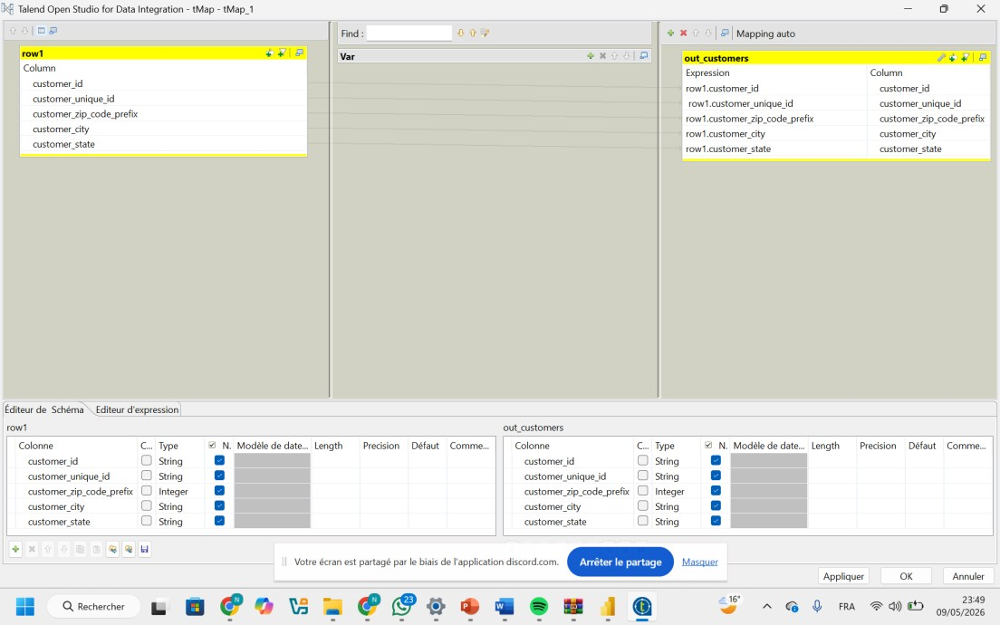 Talend Open Studio for Data Integration - tMap - tMap_1
Find :
Mapping auto
row1
Column
customer_id
customer_unique_id
customer_zip_code_prefix
customer_city
customer_state
Var
out_customers
Expression Column
row1.customer_id customer_id
row1.customer_unique_id customer_unique_id
row1.customer_zip_code_prefix customer_zip_code_prefix
row1.customer_city customer_city
row1.customer_state customer_state
Éditeur de Schéma Editeur d'expression
row1
Colonne C... Type N. Modèle de date... Length Precision Défaut Comme...
customer_id String
customer_unique_id String
customer_zip_code_prefix Integer
customer_city String
customer_state String
out_customers
Colonne C... Type N. Modèle de date... Length Precision Défaut Comme...
customer_id String
customer_unique_id String
customer_zip_code_prefix Integer
customer_city String
customer_state String
Votre écran est partagé par le biais de l'application discord.com. Arrêter le partage Masquer
Appliquer OK Annuler
Rechercher
N
N
23
16°
FRA
23:49
09/05/2026